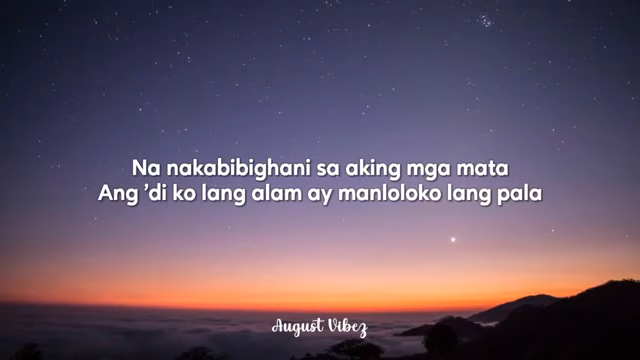 Na nakabibighani sa aking mga mata
Ang ’di ko lang alam ay manloloko lang pala
August Vibez